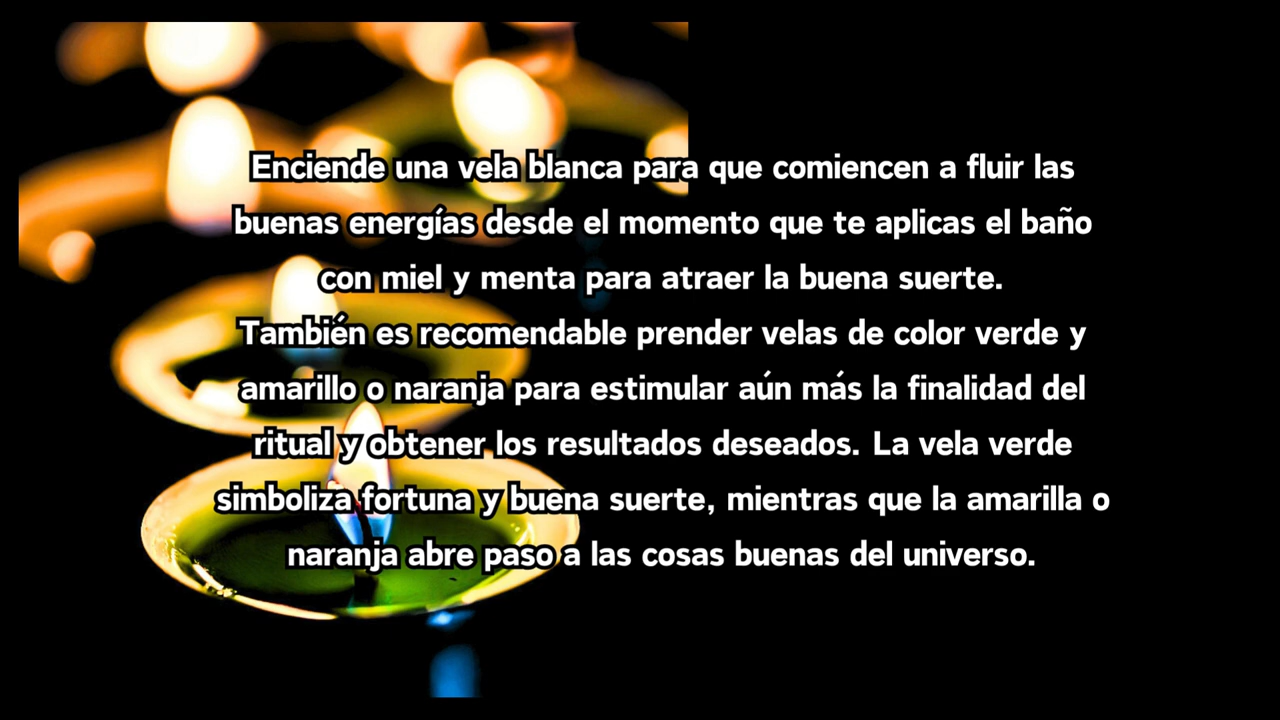 Enciende una vela blanca para que comiencen a fluir las
buenas energías desde el momento que te aplicas el baño
con miel y menta para atraer la buena suerte.
También es recomendable prender velas de color verde y
amarillo o naranja para estimular aún más la finalidad del
ritual y obtener los resultados deseados. La vela verde
simboliza fortuna y buena suerte, mientras que la amarilla o
naranja abre paso a las cosas buenas del universo.